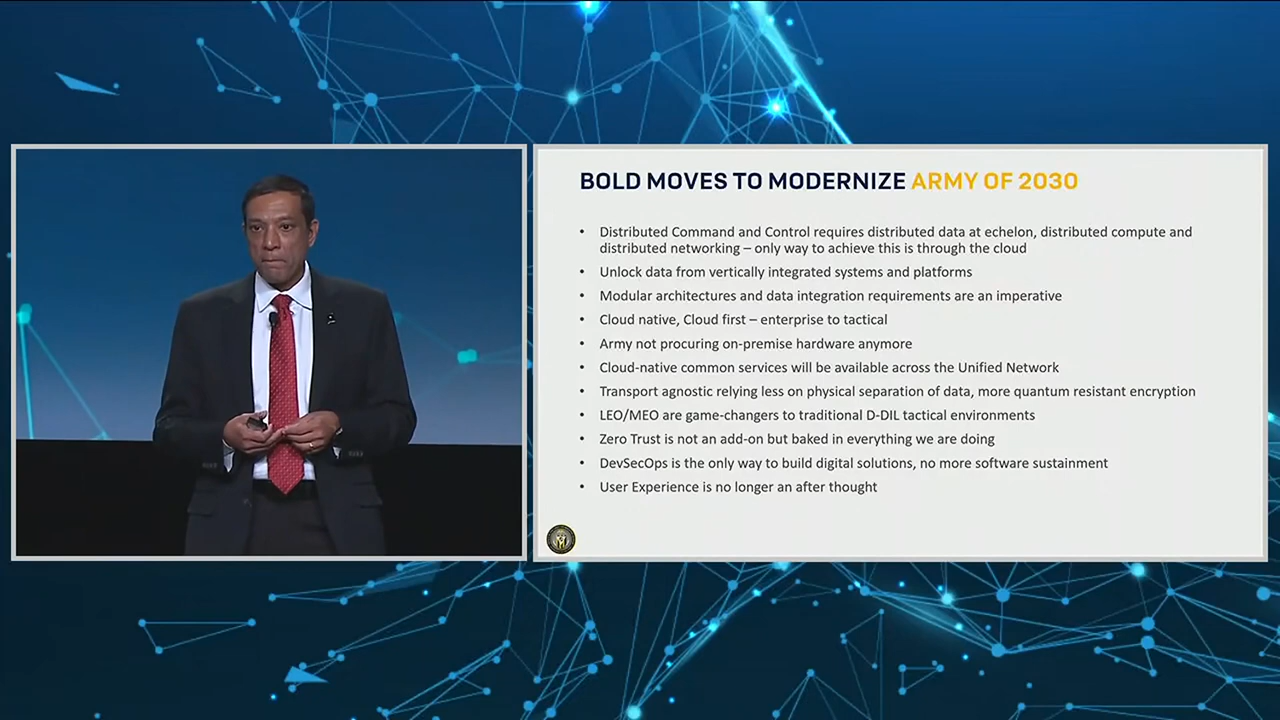 BOLD MOVES TO MODERNIZE ARMY OF 2030
• Distributed Command and Control requires distributed data at echelon, distributed compute and
distributed networking – only way to achieve this is through the cloud
• Unlock data from vertically integrated systems and platforms
• Modular architectures and data integration requirements are an imperative
• Cloud native, Cloud first – enterprise to tactical
• Army not procuring on-premise hardware anymore
• Cloud-native common services will be available across the Unified Network
• Transport agnostic relying less on physical separation of data, more quantum resistant encryption
• LEO/MEO are game-changers to traditional D-DIL tactical environments
• Zero Trust is not an add-on but baked in everything we are doing
• DevSecOps is the only way to build digital solutions, no more software sustainment
• User Experience is no longer an after thought